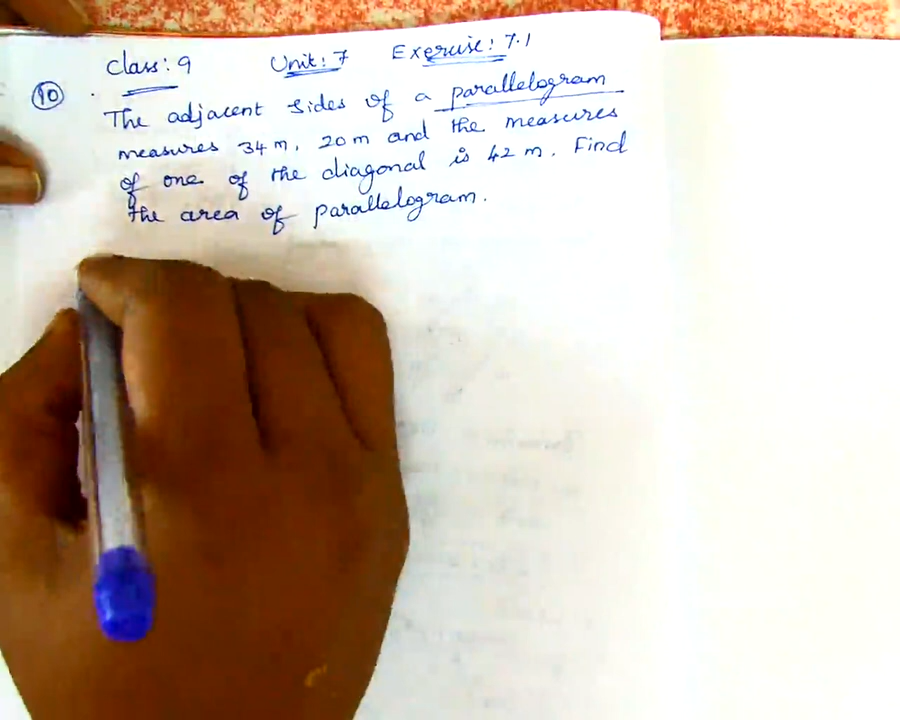 Class: 9 Unit: 7 Exercise: 7.1
10 The adjacent sides of a parallelogram
measures 34 m, 20 m and the measures
of one of the diagonal is 42 m. Find
the area of parallelogram.